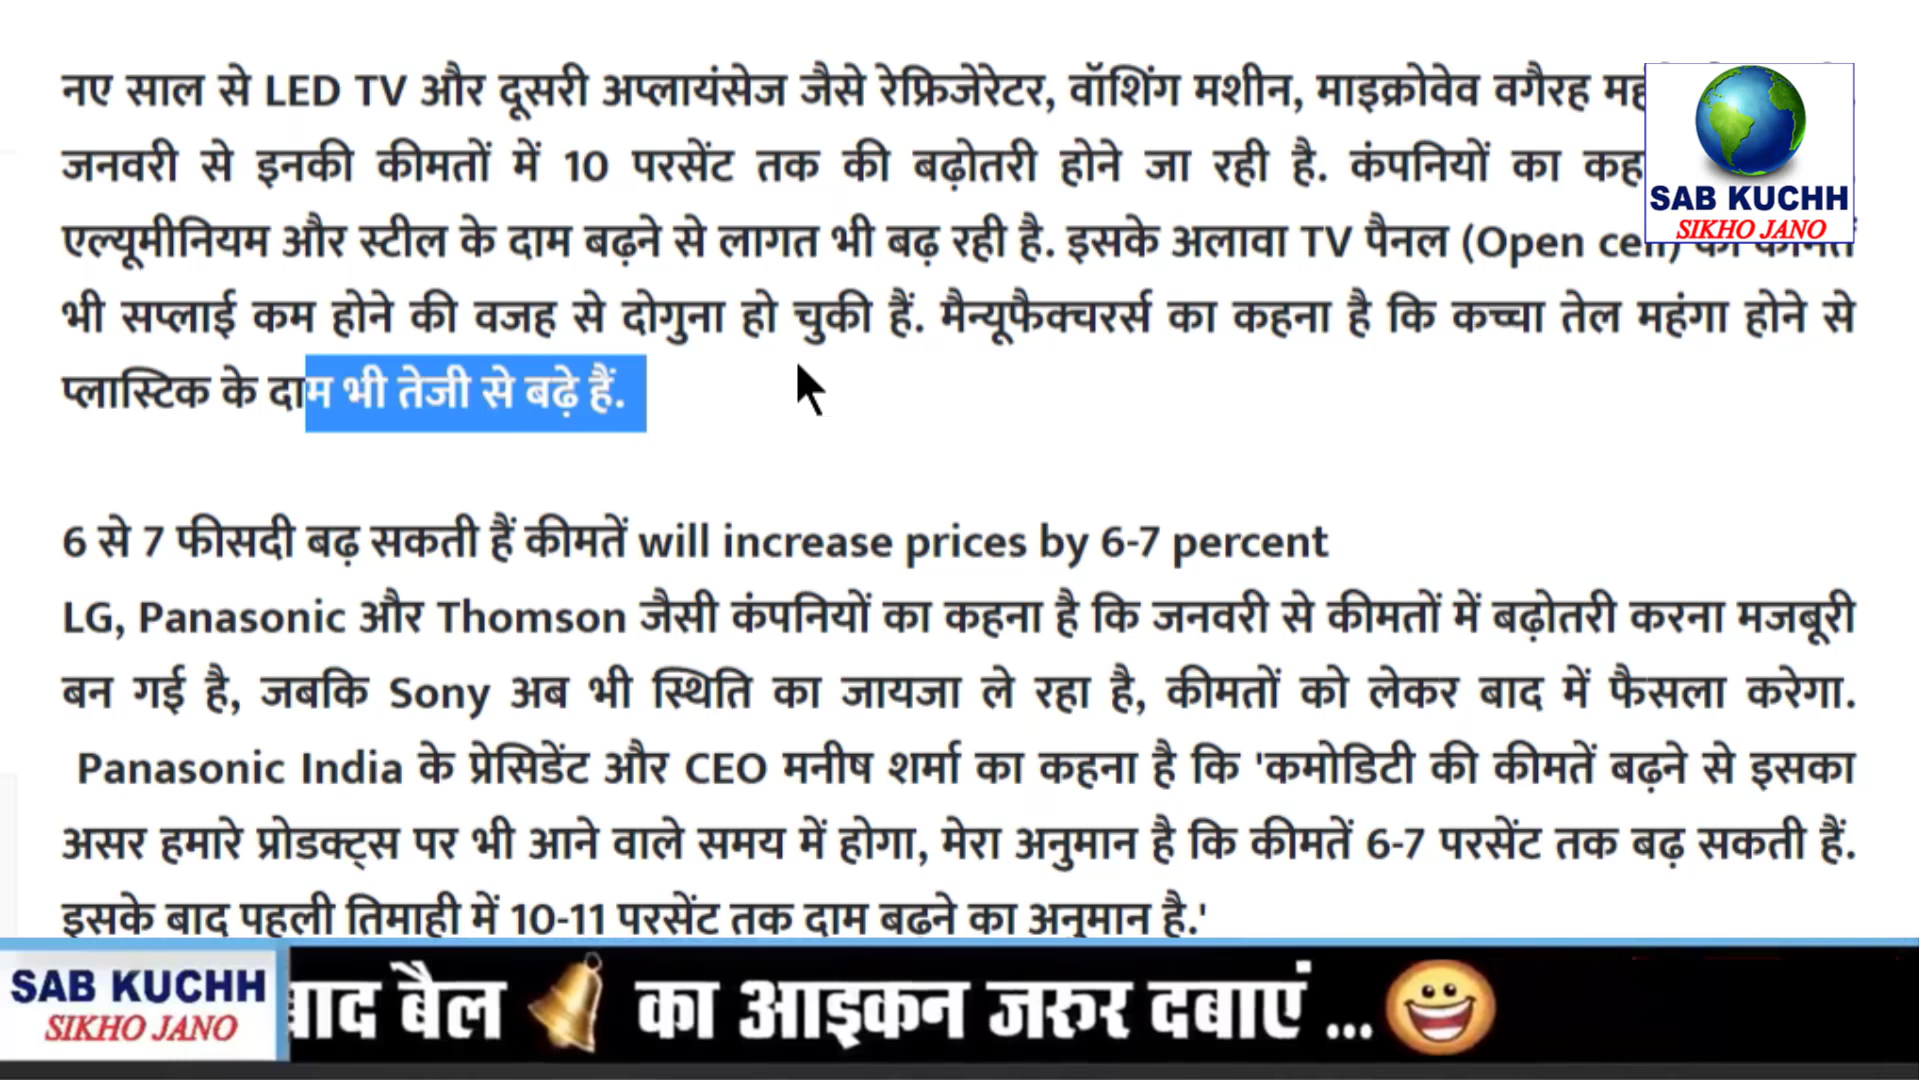 नए साल से LED TV और दूसरी अप्लायंसेज जैसे रेफ्रिजेरेटर, वॉशिंग मशीन, माइक्रोवेव वगैरह
जनवरी से इनकी कीमतों में 10 परसेंट तक की बढ़ोतरी होने जा रही है. कंपनियों का
एल्यूमीनियम और स्टील के दाम बढ़ने से लागत भी बढ़ रही है. इसके अलावा TV पैनल (Open cell) की कीमतें
भी सप्लाई कम होने की वजह से दोगुना हो चुकी हैं. मैन्यूफैक्चरर्स का कहना है कि कच्चा तेल महंगा होने से
प्लास्टिक के दाम भी तेजी से बढ़े हैं.
6 से 7 फीसदी बढ़ सकती हैं कीमतें will increase prices by 6-7 percent
LG, Panasonic और Thomson जैसी कंपनियों का कहना है कि जनवरी से कीमतों में बढ़ोतरी करना मजबूरी
बन गई है, जबकि Sony अब भी स्थिति का जायजा ले रहा है, कीमतों को लेकर बाद में फैसला करेगा.
Panasonic India के प्रेसिडेंट और CEO मनीष शर्मा का कहना है कि 'कमोडिटी की कीमतें बढ़ने से इसका
असर हमारे प्रोडक्ट्स पर भी आने वाले समय में होगा, मेरा अनुमान है कि कीमतें 6-7 परसेंट तक बढ़ सकती हैं.
इसके बाद पहली तिमाही में 10-11 परसेंट तक दाम बढने का अनुमान है.'
SAB KUCHH
SIKHO JANO
SAB KUCHH
SIKHO JANO
बाद बैल का आइकन जरुर दबाएं ...